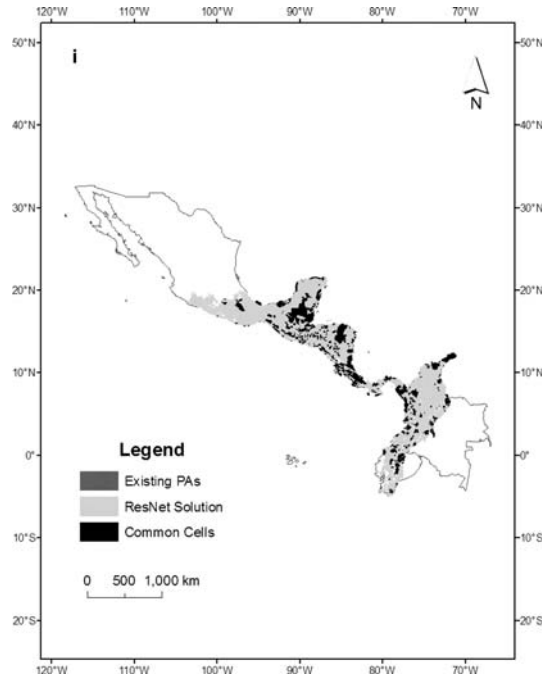 110°W 100°W 90°W 80°W 70°W
50°N 50°N
i
N
40°N 40°N
30°N 30°N
20°N 20°N
10°N 10°N
Legend
0° 0°
Existing PAs
ResNet Solution
10°S 10°S
Common Cells
0 500 1,000 km
20°S 20°S
120°W 110°W 100°W 90°W 80°W 70°W